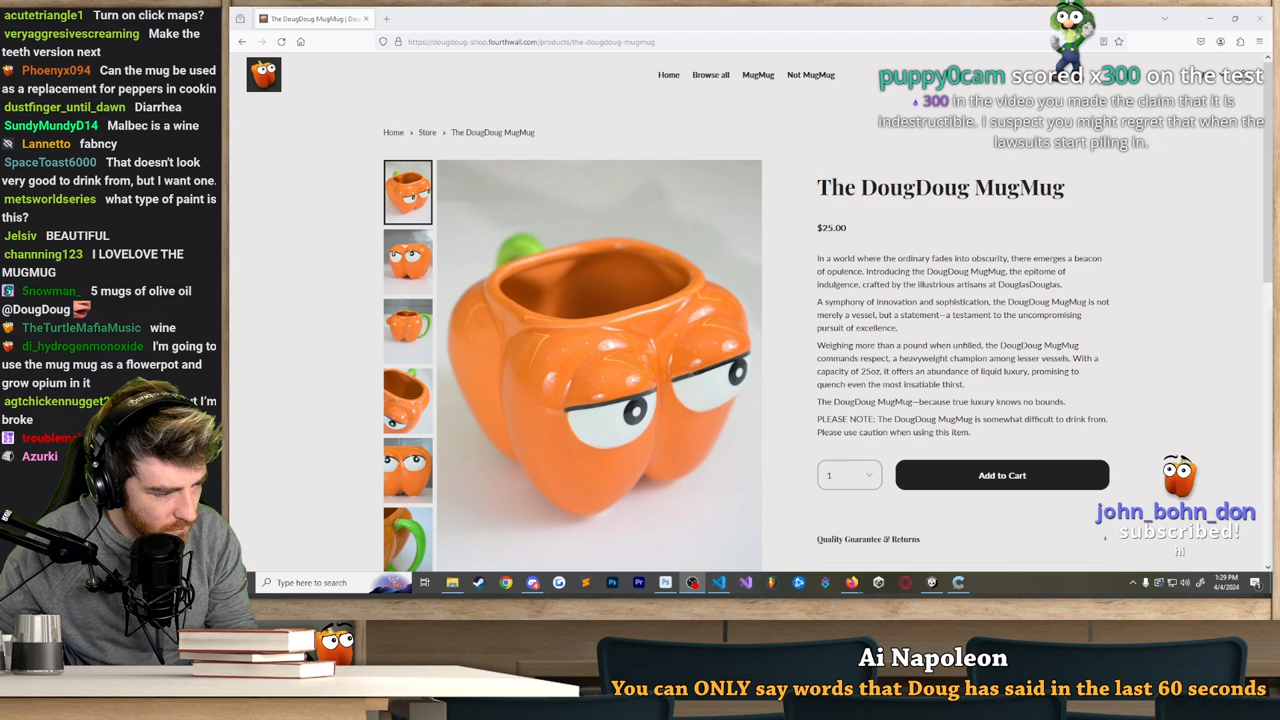 acutetriangle1 Turn on click maps?
veryaggresivescreaming Make the
teeth version next
Phoenyx094 Can the mug be used
as a replacement for peppers in cookin
dustfinger_until_dawn Diarrhea
SundyMundyD14 Malbec is a wine
Lannetto fabncy
SpaceToast6000 That doesn't look
very good to drink from, but I want one.
metsworldseries what type of paint is
this?
Jelsiv BEAUTIFUL
channning123 I LOVELOVE THE
MUGMUG
5nowman_ 5 mugs of olive oil
@DougDoug
TheTurtleMafiaMusic wine
di_hydrogenmonoxide I'm going to
use the mug mug as a flowerpot and
grow opium in it
agtchickennugget but I'm
broke
Azurki
The DougDoug MugMug | Dou
https://dougdoug-shop.fourthwall.com/products/the-dougdoug-mugmug
Home Browse all MugMug Not MugMug
puppy0cam scored x300 on the test
300 in the video you made the claim that it is
indestructible. I suspect you might regret that when the
lawsuits start piling in.
Home Store The DougDoug MugMug
The DougDoug MugMug
$25.00
In a world where the ordinary fades into obscurity, there emerges a beacon
of opulence. Introducing the DougDoug MugMug, the epitome of
indulgence, crafted by the illustrious artisans at DouglasDouglas.
A symphony of innovation and sophistication, the DougDoug MugMug is not
merely a vessel, but a statement—a testament to the uncompromising
pursuit of excellence.
Weighing more than a pound when unfilled, the DougDoug MugMug
commands respect, a heavyweight champion among lesser vessels. With a
capacity of 25oz, it offers an abundance of liquid luxury, promising to
quench even the most insatiable thirst.
The DougDoug MugMug—because true luxury knows no bounds.
PLEASE NOTE: The DougDoug MugMug is somewhat difficult to drink from.
Please use caution when using this item.
1 Add to Cart
Quality Guarantee & Returns +
john_bohn_don
subscribed!
hi
Type here to search
1:29 PM
4/4/2024
Ai Napoleon
You can ONLY say words that Doug has said in the last 60 seconds